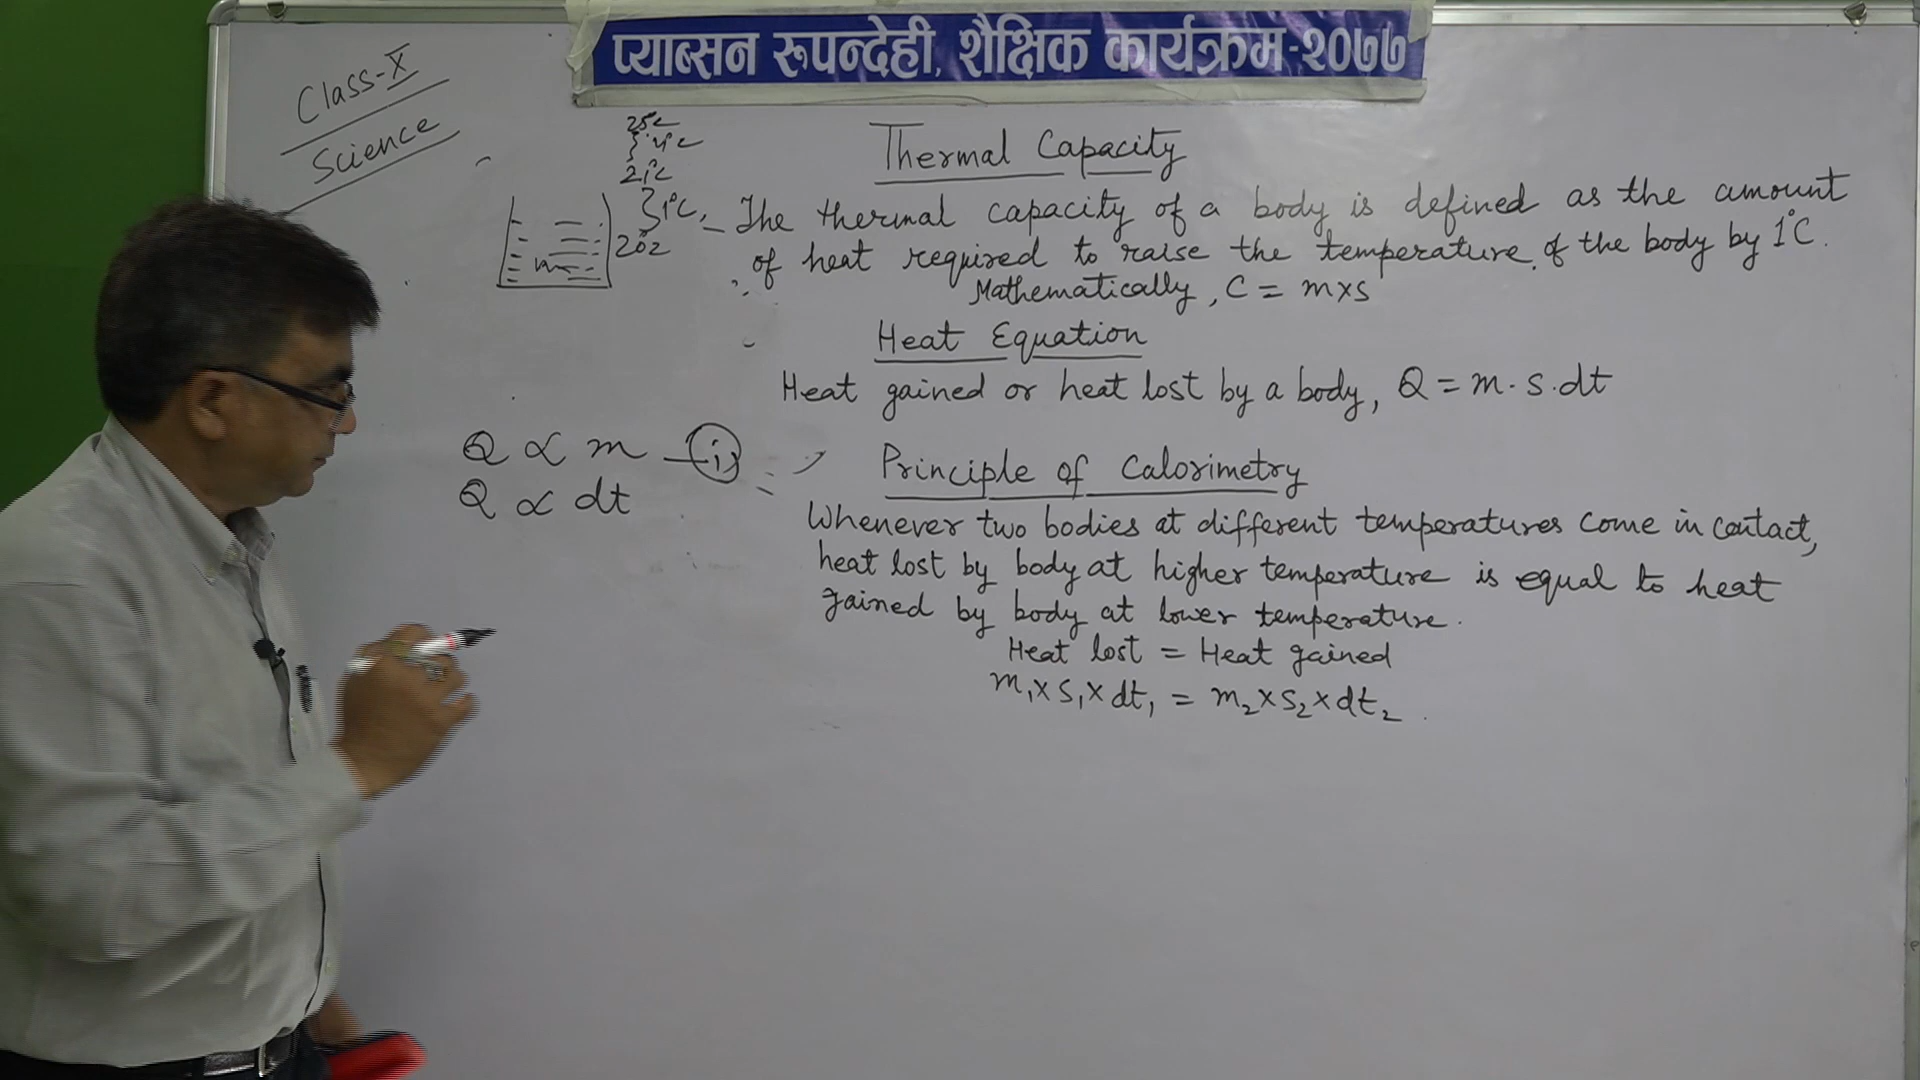 प्याब्सन रुपन्देही, शैक्षिक कार्यक्रम-२०७७
Class-X
Science
25°C
4°C
21°C
1°C
20°C
m
Thermal Capacity
The thermal capacity of a body is defined as the amount
of heat required to raise the temperature of the body by 1°C.
Mathematically, C = m×s
Heat Equation
Heat gained or heat lost by a body, Q = m·s·dt
Q ∝ m —(i)
Q ∝ dt
Principle of Calorimetry
Whenever two bodies at different temperatures come in contact,
heat lost by body at higher temperature is equal to heat
gained by body at lower temperature.
Heat lost = Heat gained
m₁×s₁×dt₁ = m₂×s₂×dt₂